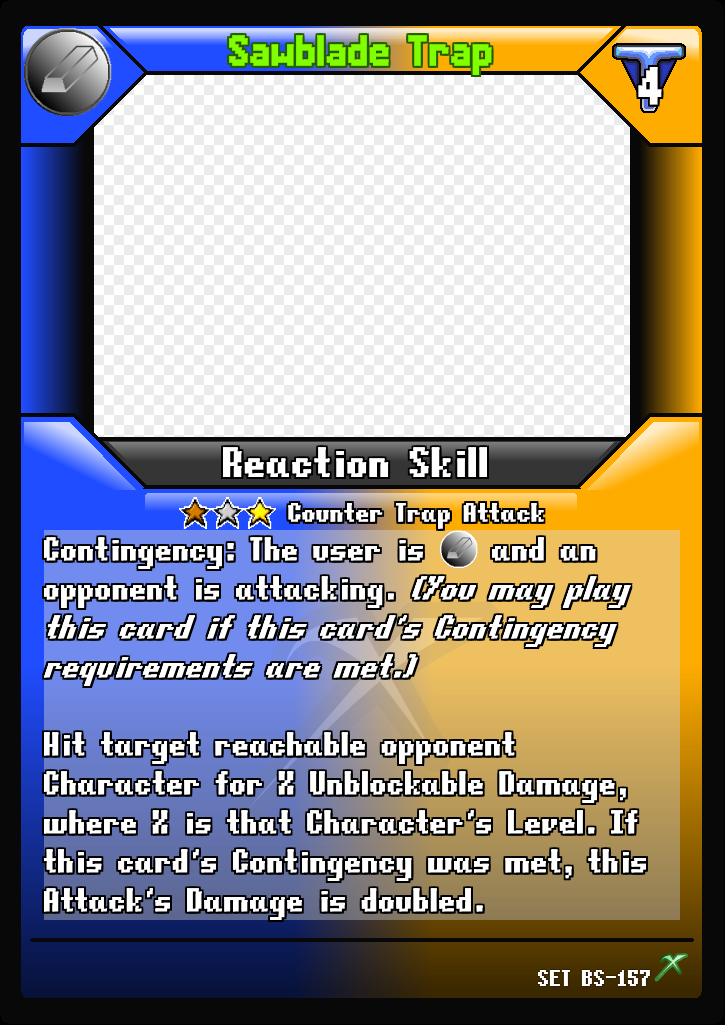 Sawblade Trap
4
Reaction Skill
Counter Trap Attack
Contingency: The user is and an
opponent is attacking. (You may play
this card if this card's Contingency
requirements are met.)
Hit target reachable opponent
Character for X Unblockable Damage,
where X is that Character's Level. If
this card's Contingency was met, this
Attack's Damage is doubled.
SET BS-157